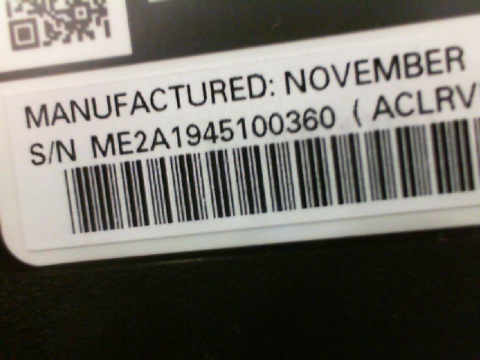 MANUFACTURED: NOVEMBER
S/N ME2A1945100360 ( ACLRV